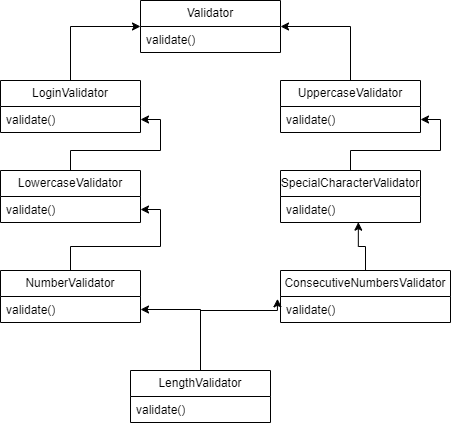 Validator
validate()
LoginValidator
validate()
UppercaseValidator
validate()
LowercaseValidator
validate()
SpecialCharacterValidator
validate()
NumberValidator
validate()
ConsecutiveNumbersValidator
validate()
LengthValidator
validate()